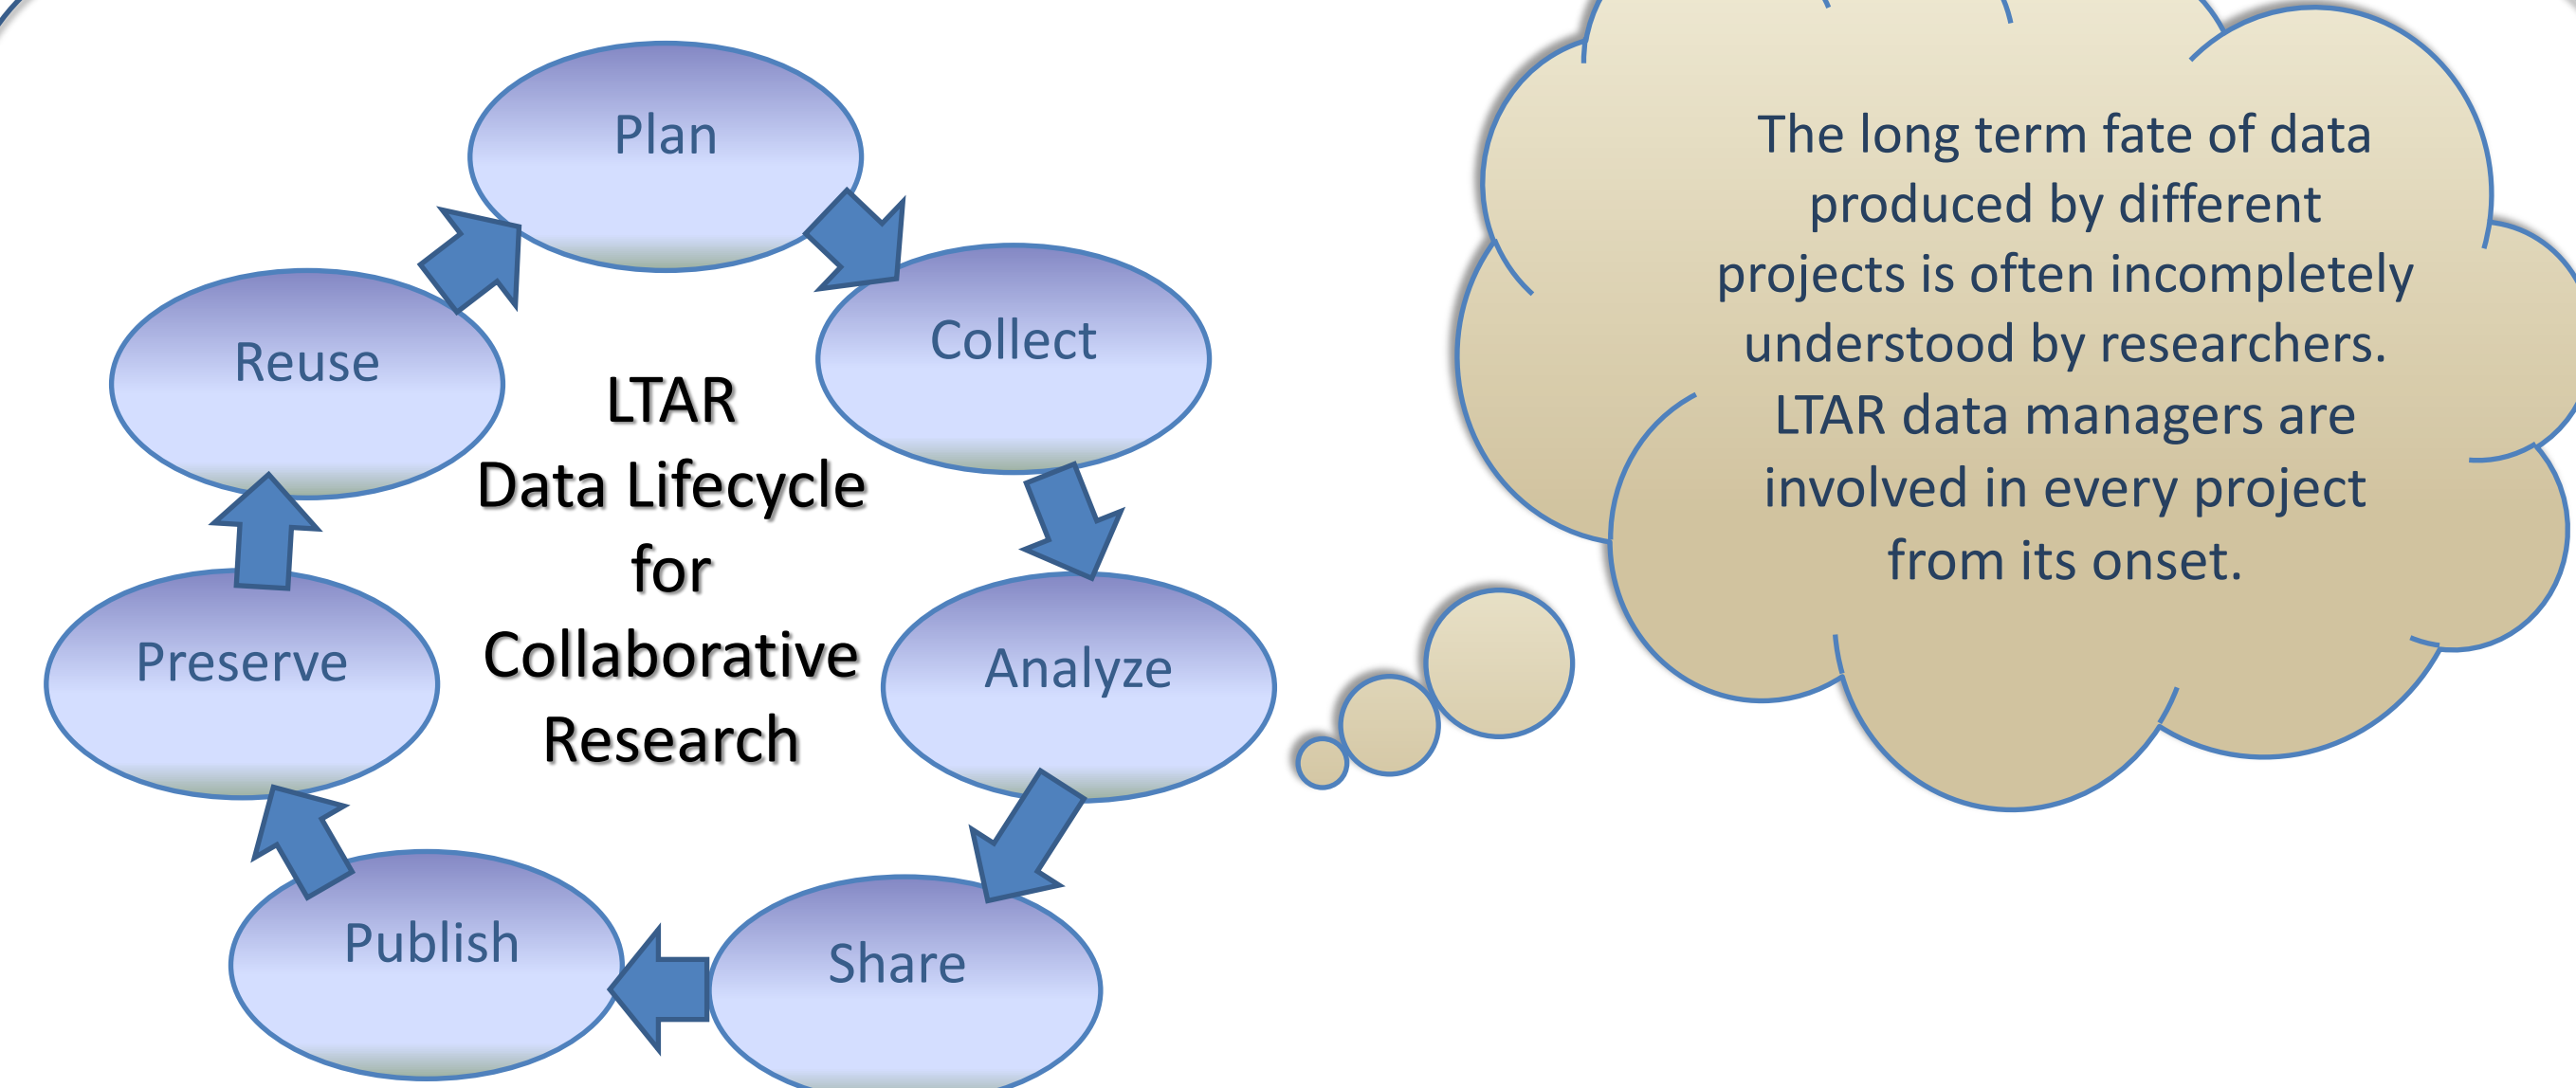 Plan
Collect
Analyze
Share
Publish
Preserve
Reuse
LTAR
Data Lifecycle
for
Collaborative
Research
The long term fate of data
produced by different
projects is often incompletely
understood by researchers.
LTAR data managers are
involved in every project
from its onset.